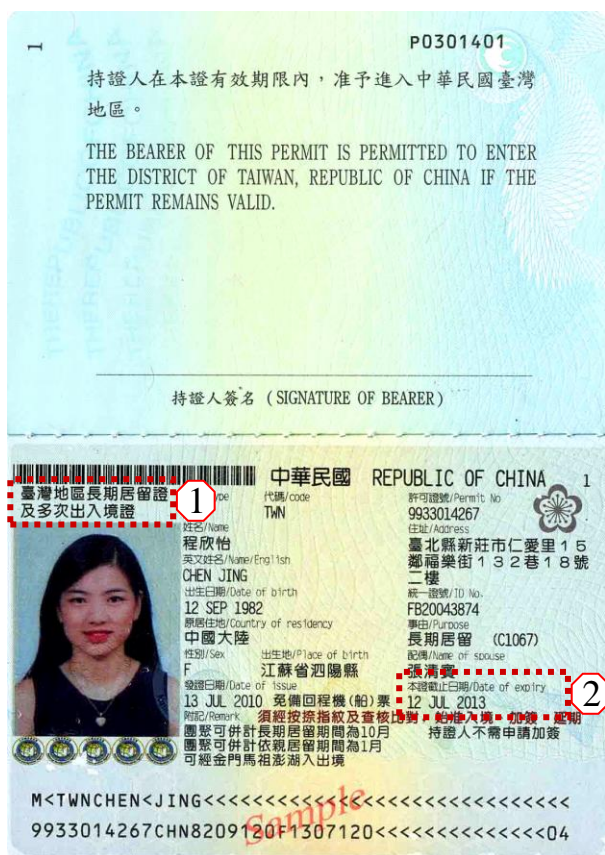 1
P0301401
持證人在本證有效期限內，准予進入中華民國臺灣
地區。
THE BEARER OF THIS PERMIT IS PERMITTED TO ENTER
THE DISTRICT OF TAIWAN, REPUBLIC OF CHINA IF THE
PERMIT REMAINS VALID.
持證人簽名 (SIGNATURE OF BEARER)
中華民國 REPUBLIC OF CHINA 1
臺灣地區長期居留證
及多次出入境證
1
代碼/code
TWN
許可證號/Permit No
9933014267
姓名/Name
程欣怡
住址/Address
臺北縣新莊市仁愛里15
鄰福樂街132巷18號
二樓
英文姓名/Name/English
CHEN JING
出生日期/Date of birth
12 SEP 1982
統一證號/ID No.
FB20043874
原居住地/Country of residency
中國大陸
事由/Purpose
長期居留 (C1067)
性別/Sex
F
出生地/Place of birth
江蘇省泗陽縣
配偶/Name of spouse
發證日期/Date of issue
13 JUL 2010 免備回程機(船)票
本證截止日期/Date of expiry
12 JUL 2013
2
附記/Remark 須經按捺指紋及查核比對
團聚可併計長期居留期間為10月
持證人不需申請加簽
團聚可併計依親居留期間為1月
可經金門馬祖澎湖入出境
Sample
M<TWNCHEN<JING<<<<<<<<<<<<<<<<<<<<<<<<<<<<<<
9933014267CHN8209120F1307120<<<<<<<<<<<<<<04